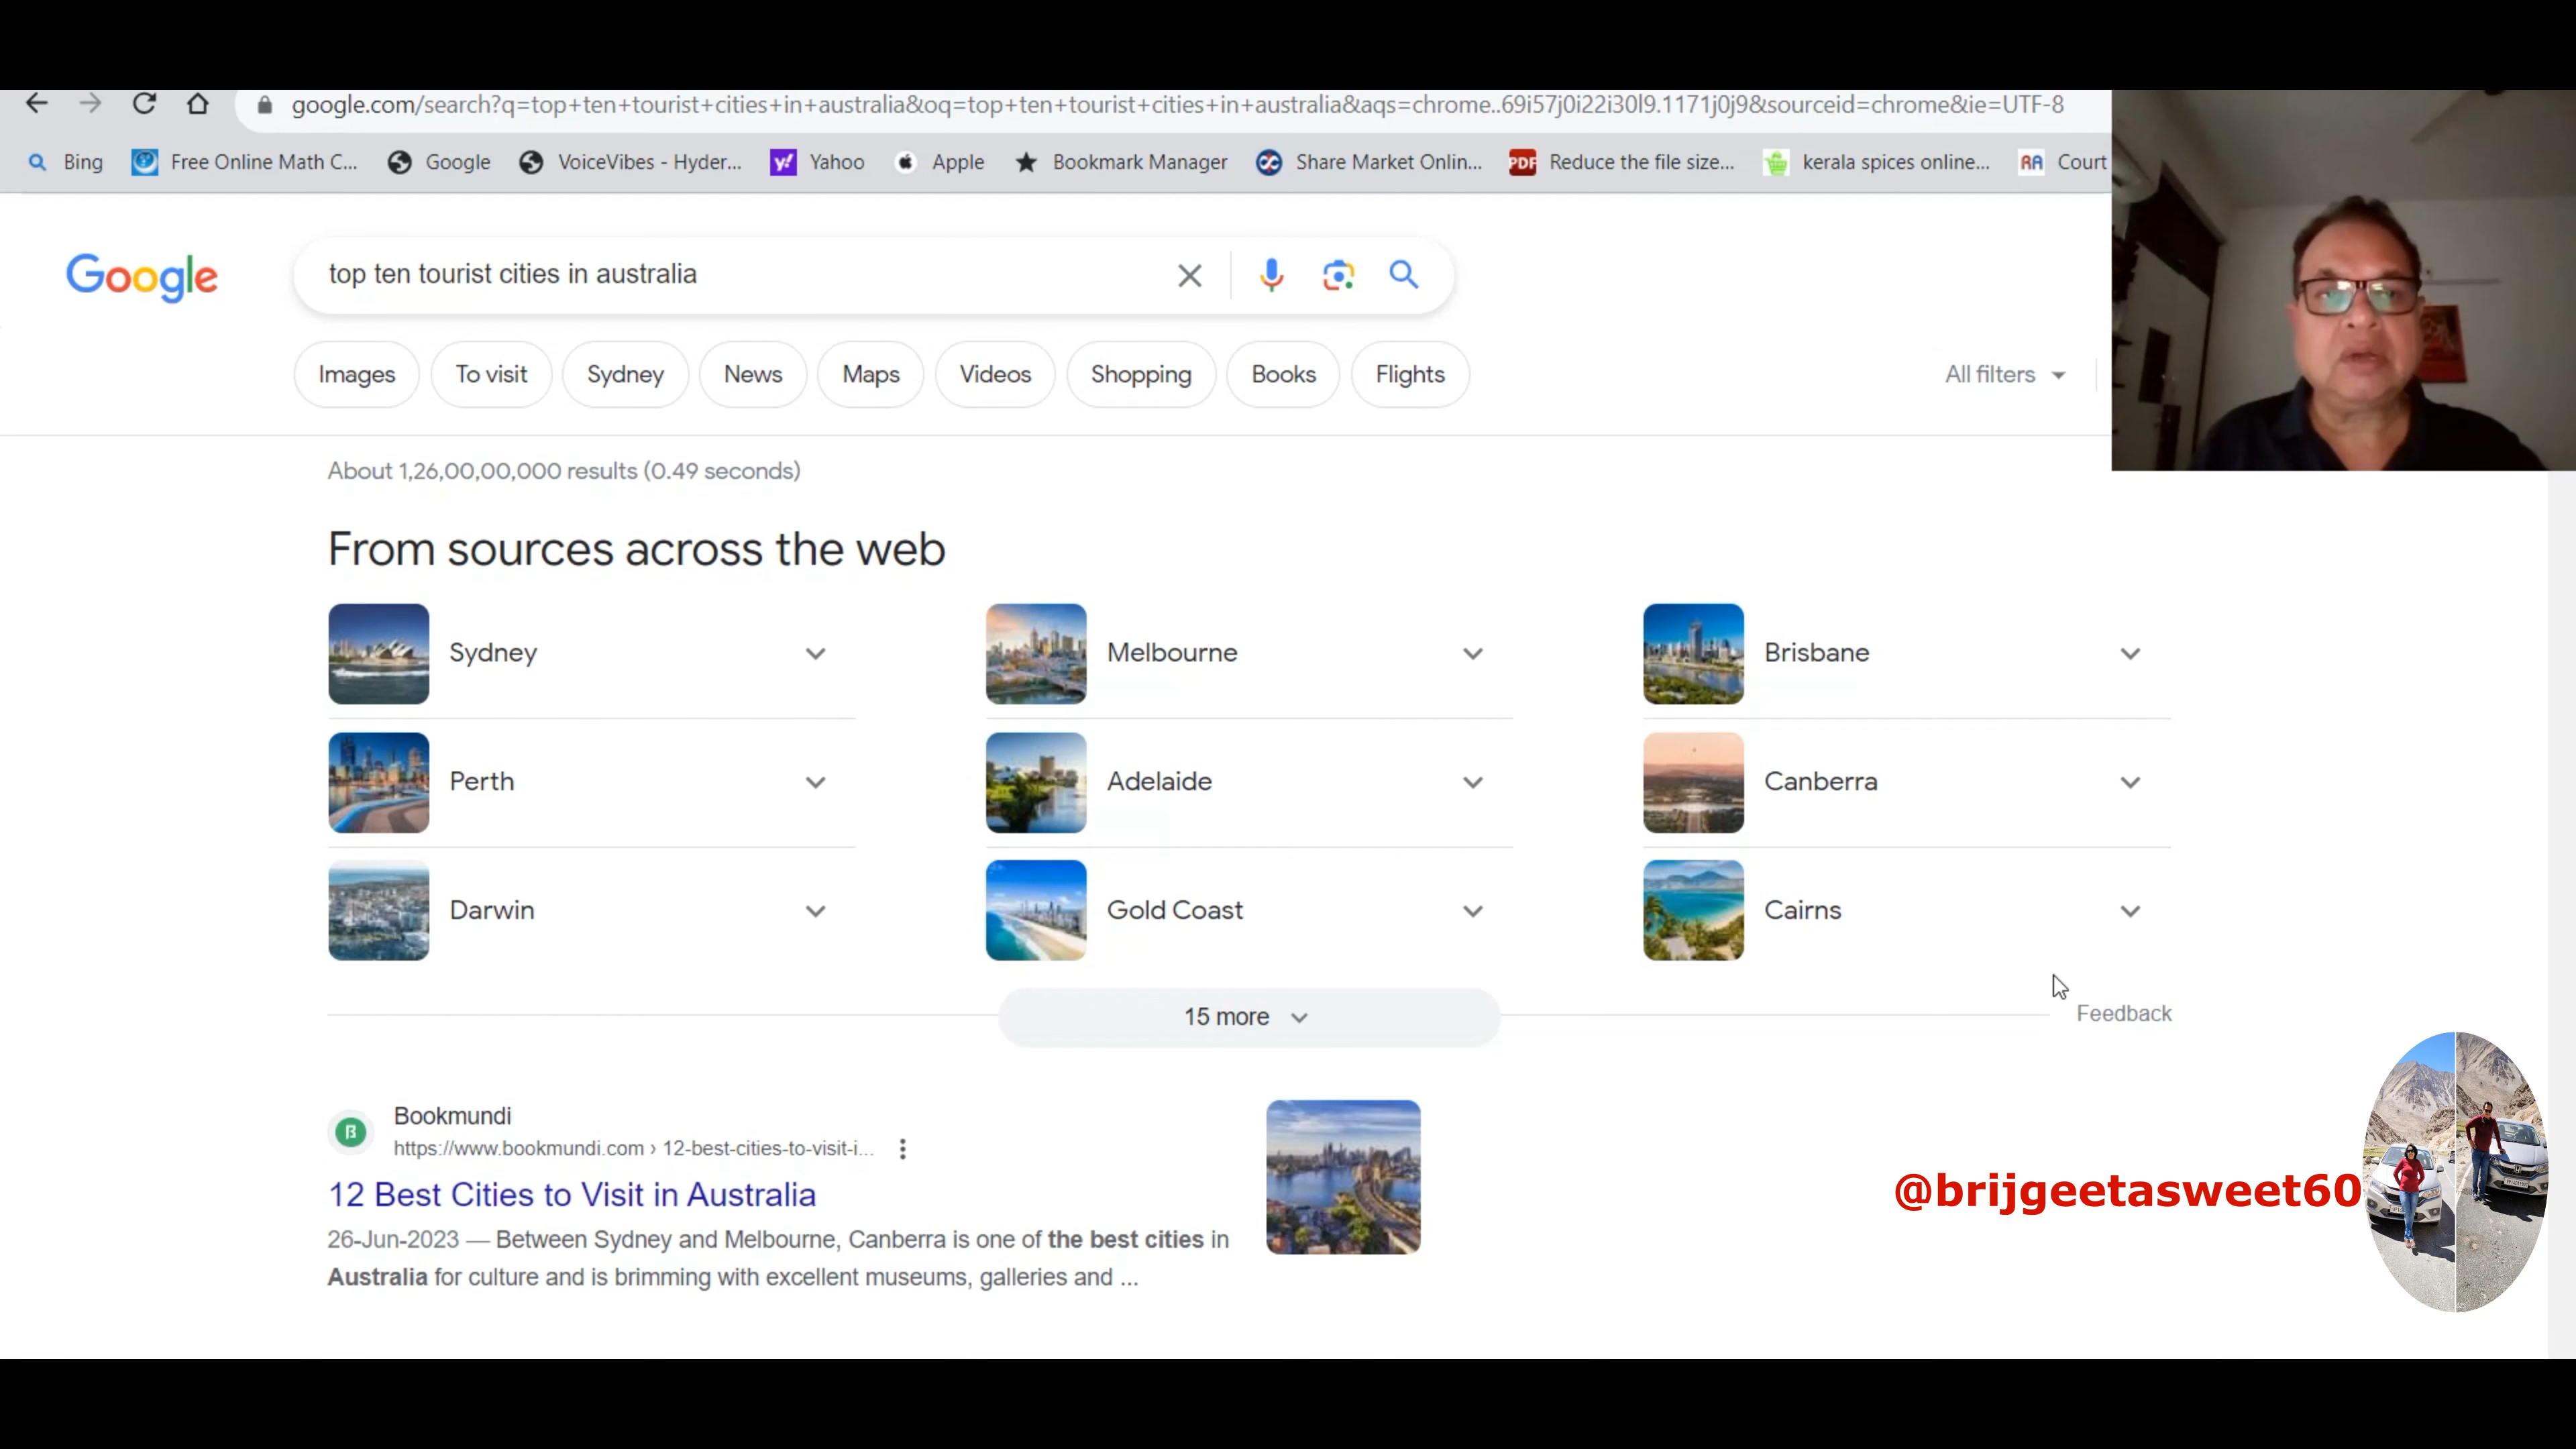 google.com/search?q=top+ten+tourist+cities+in+australia&oq=top+ten+tourist+cities+in+australia&aqs=chrome..69i57j0i22i30l9.1171j0j9&sourceid=chrome&ie=UTF-8
Bing Free Online Math C... Google VoiceVibes - Hyder... Yahoo Apple Bookmark Manager Share Market Onlin... PDF Reduce the file size... kerala spices online... RA Court
Google top ten tourist cities in australia
Images To visit Sydney News Maps Videos Shopping Books Flights All filters
About 1,26,00,00,000 results (0.49 seconds)
From sources across the web
Sydney Melbourne Brisbane
Perth Adelaide Canberra
Darwin Gold Coast Cairns
15 more
Feedback
Bookmundi
https://www.bookmundi.com › 12-best-cities-to-visit-i...
12 Best Cities to Visit in Australia
26-Jun-2023 — Between Sydney and Melbourne, Canberra is one of the best cities in
Australia for culture and is brimming with excellent museums, galleries and ...
@brijgeetasweet60